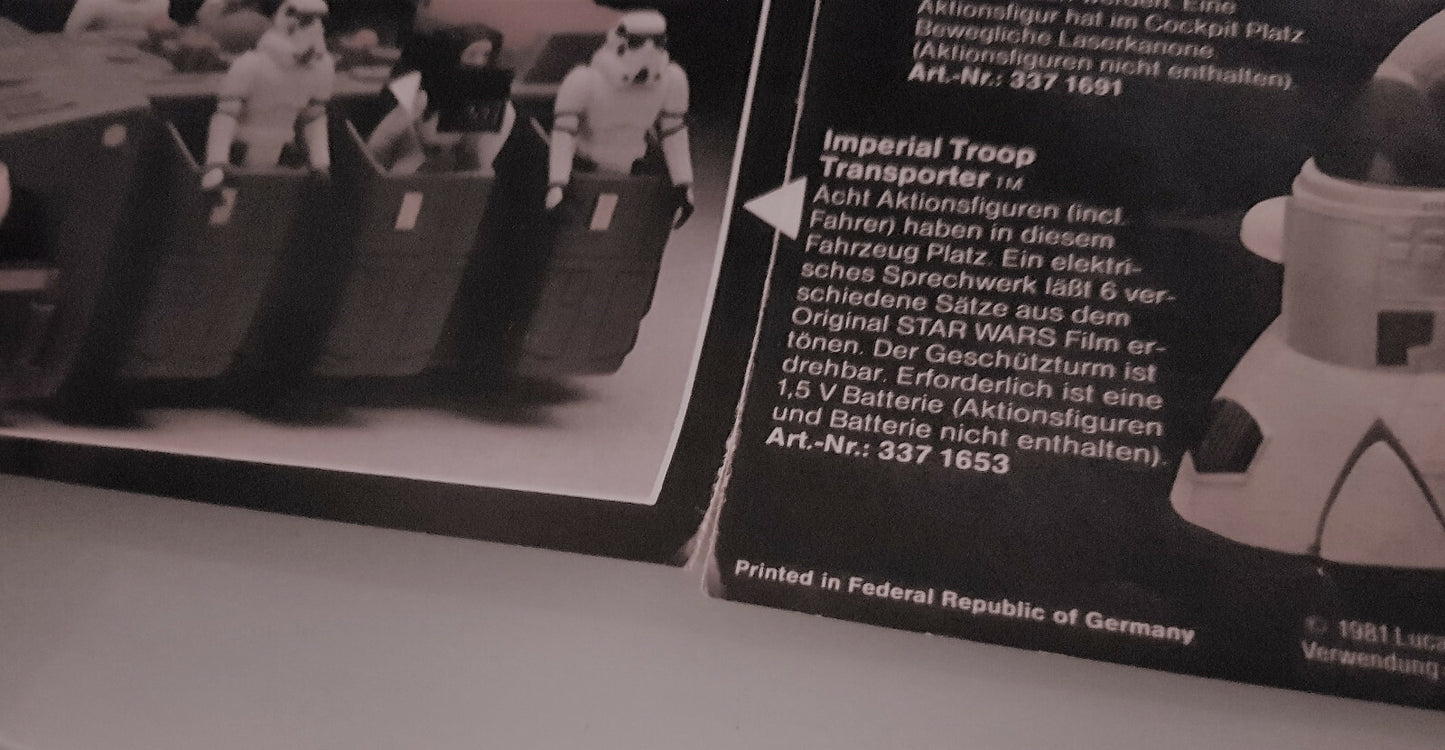 Aktionsfigur hat im Cockpit Platz.
Bewegliche Laserkanone
(Aktionsfiguren nicht enthalten).
Art.-Nr.: 337 1691
Imperial Troop
Transporter TM
Acht Aktionsfiguren (incl.
Fahrer) haben in diesem
Fahrzeug Platz. Ein elektri-
sches Sprechwerk läßt 6 ver-
schiedene Sätze aus dem
Original STAR WARS Film er-
tönen. Der Geschützturm ist
drehbar. Erforderlich ist eine
1,5 V Batterie (Aktionsfiguren
und Batterie nicht enthalten).
Art.-Nr.: 337 1653
Printed in Federal Republic of Germany
© 1981 Luca
Verwendung